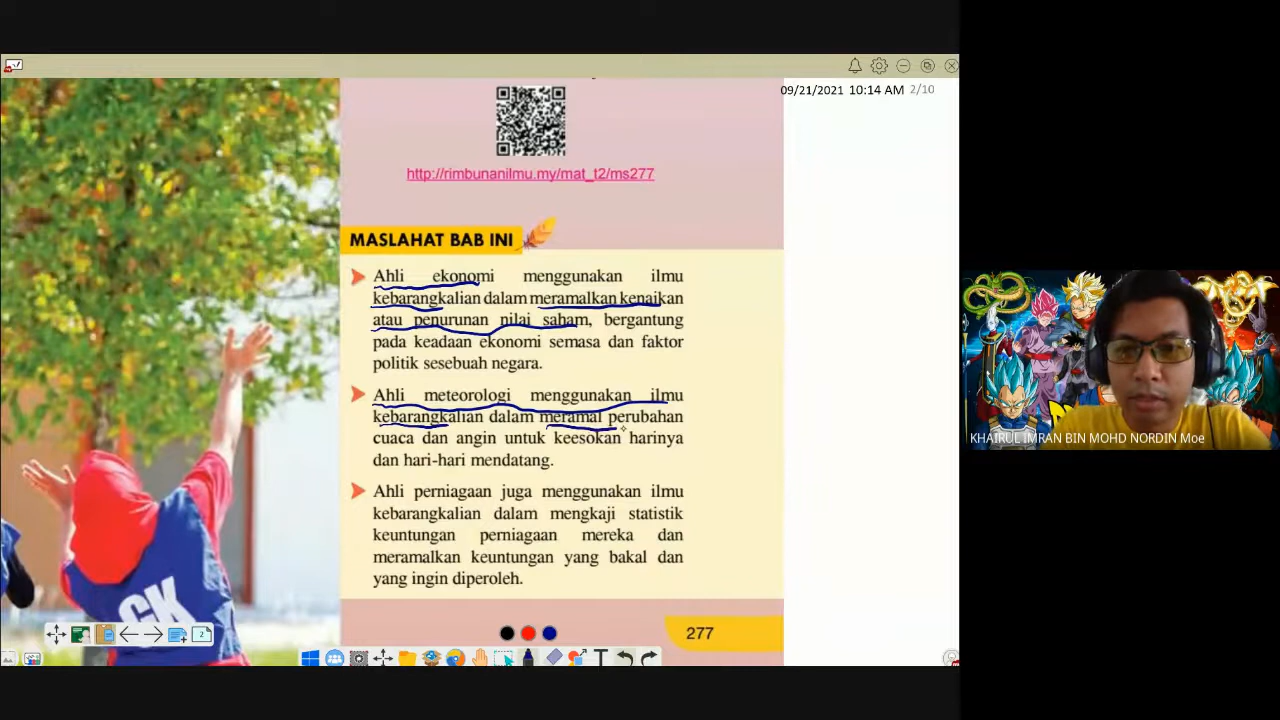 09/21/2021 10:14 AM 2/10
http://rimbunanilmu.my/mat_t2/ms277
MASLAHAT BAB INI
Ahli ekonomi menggunakan ilmu
kebarangkalian dalam meramalkan kenaikan
atau penurunan nilai saham, bergantung
pada keadaan ekonomi semasa dan faktor
politik sesebuah negara.
Ahli meteorologi menggunakan ilmu
kebarangkalian dalam meramal perubahan
cuaca dan angin untuk keesokan harinya
dan hari-hari mendatang.
Ahli perniagaan juga menggunakan ilmu
kebarangkalian dalam mengkaji statistik
keuntungan perniagaan mereka dan
meramalkan keuntungan yang bakal dan
yang ingin diperoleh.
277
GK
2
T
KHAIRUL IMRAN BIN MOHD NORDIN Moe